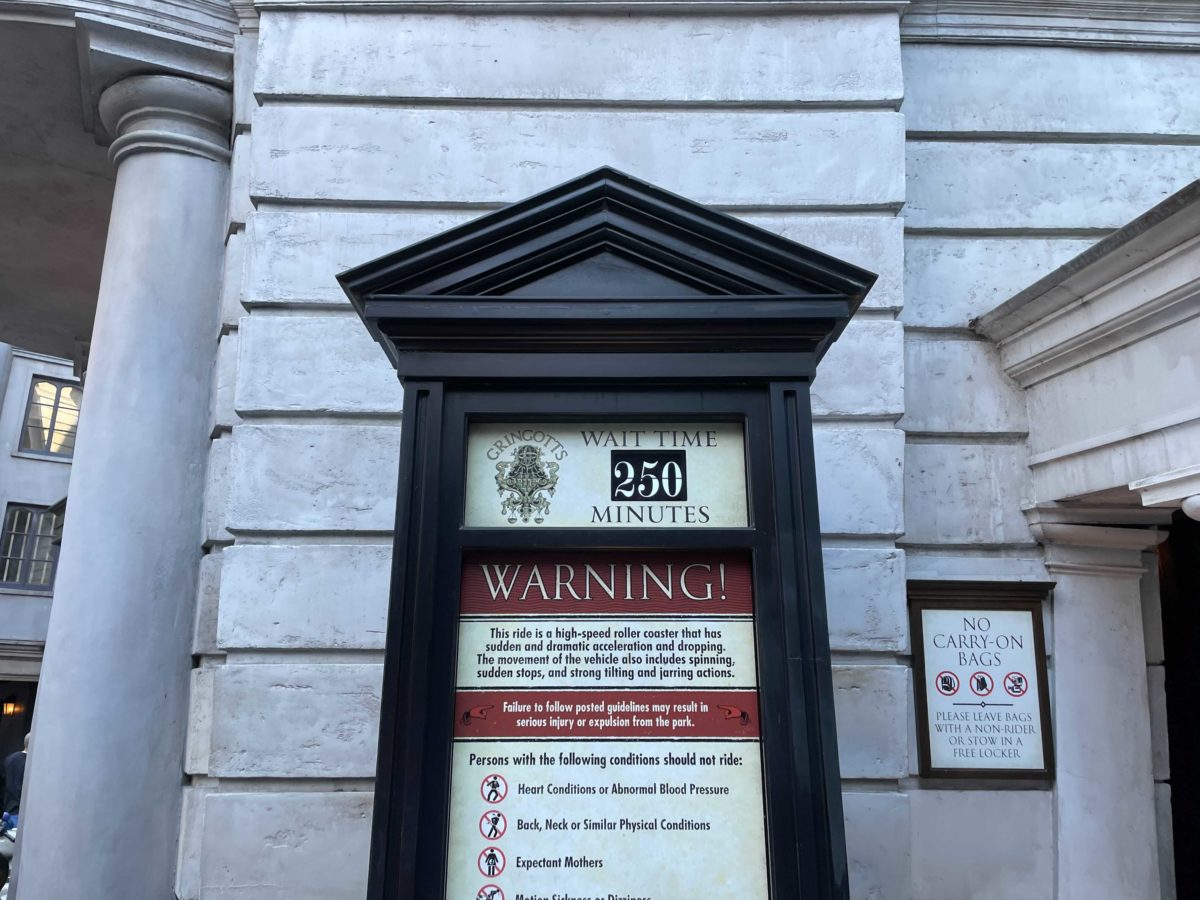 GRINGOTTS
WAIT TIME
250
MINUTES
WARNING!
This ride is a high-speed roller coaster that has
sudden and dramatic acceleration and dropping.
The movement of the vehicle also includes spinning,
sudden stops, and strong tilting and jarring actions.
Failure to follow posted guidelines may result in
serious injury or expulsion from the park.
Persons with the following conditions should not ride:
Heart Conditions or Abnormal Blood Pressure
Back, Neck or Similar Physical Conditions
Expectant Mothers
Motion Sickness or Dizziness
NO
CARRY-ON
BAGS
PLEASE LEAVE BAGS
WITH A NON-RIDER
OR STOW IN A
FREE LOCKER